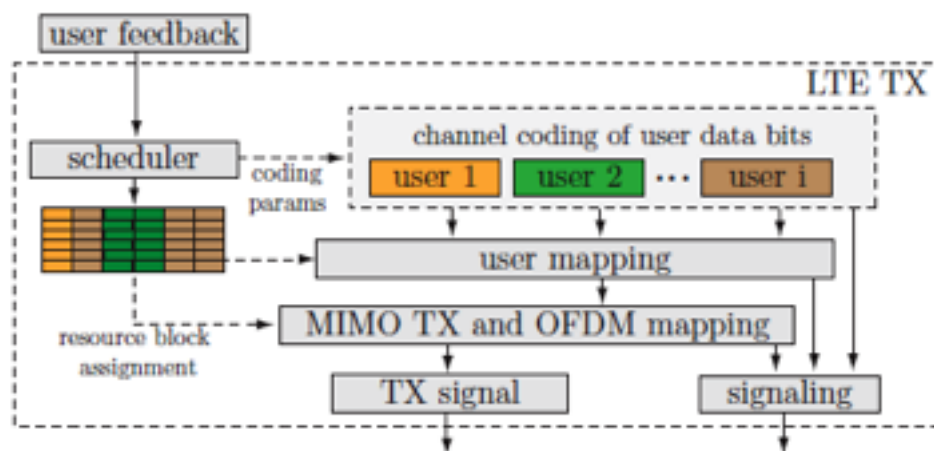 user feedback
LTE TX
channel coding of user data bits
scheduler
coding
params
user 1
user 2
...
user i
user mapping
MIMO TX and OFDM mapping
resource block
assignment
TX signal
signaling